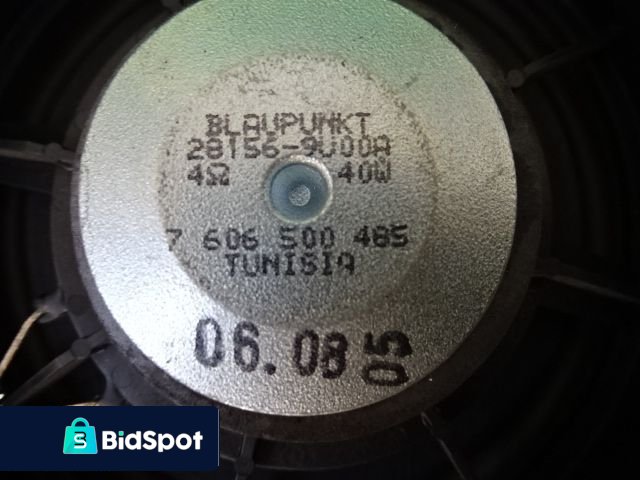 BLAUPUNKT
28156-9U00A
4Ω 40W
7 606 500 485
TUNISIA
06.08 05
S
BidSpot